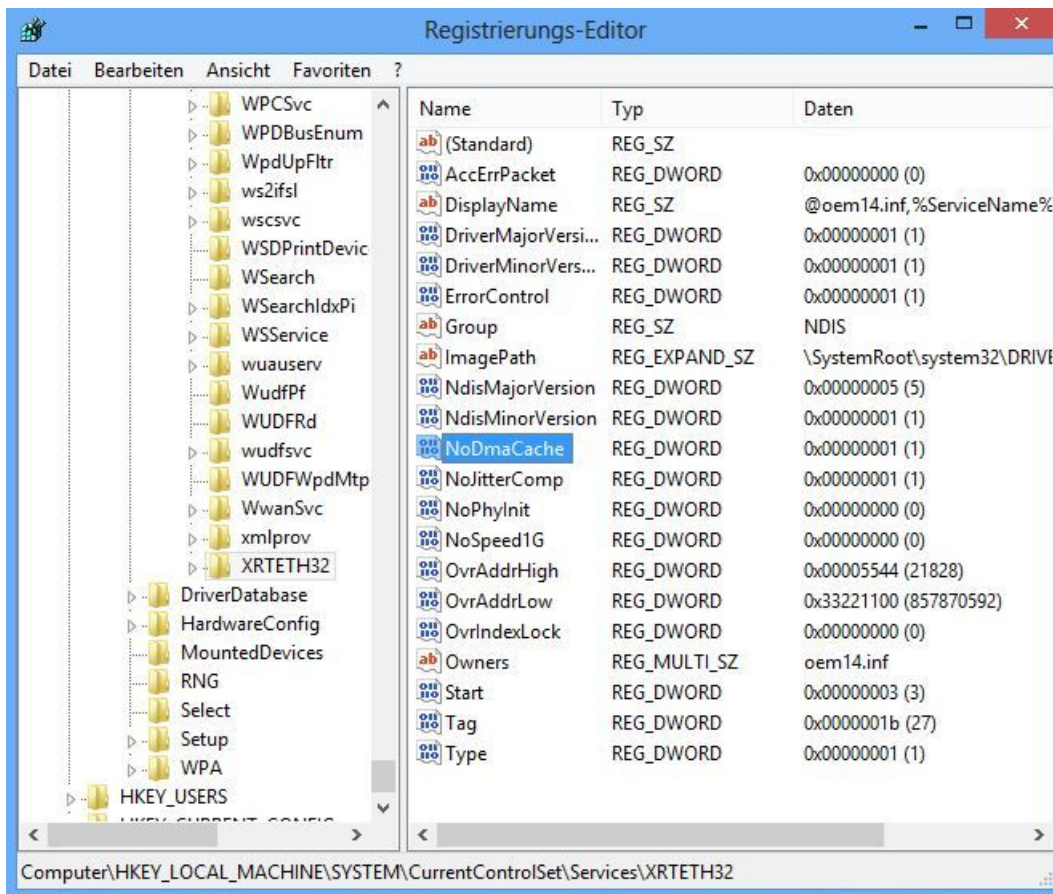 Registrierungs-Editor
Datei Bearbeiten Ansicht Favoriten ?
WPCSvc
WPDBusEnum
WpdUpFltr
ws2ifsl
wscsvc
WSDPrintDevic
WSearch
WSearchIdxPi
WSService
wuauserv
WudfPf
WUDFRd
wudfsvc
WUDFWpdMtp
WwanSvc
xmlprov
XRTETH32
DriverDatabase
HardwareConfig
MountedDevices
RNG
Select
Setup
WPA
HKEY_USERS
HKEY_CURRENT_CONFIG
Name Typ Daten
(Standard) REG_SZ
AccErrPacket REG_DWORD 0x00000000 (0)
DisplayName REG_SZ @oem14.inf,%ServiceName%
DriverMajorVersi... REG_DWORD 0x00000001 (1)
DriverMinorVers... REG_DWORD 0x00000001 (1)
ErrorControl REG_DWORD 0x00000001 (1)
Group REG_SZ NDIS
ImagePath REG_EXPAND_SZ \SystemRoot\system32\DRIVE
NdisMajorVersion REG_DWORD 0x00000005 (5)
NdisMinorVersion REG_DWORD 0x00000001 (1)
NoDmaCache REG_DWORD 0x00000001 (1)
NoJitterComp REG_DWORD 0x00000001 (1)
NoPhyInit REG_DWORD 0x00000000 (0)
NoSpeed1G REG_DWORD 0x00000000 (0)
OvrAddrHigh REG_DWORD 0x00005544 (21828)
OvrAddrLow REG_DWORD 0x33221100 (857870592)
OvrIndexLock REG_DWORD 0x00000000 (0)
Owners REG_MULTI_SZ oem14.inf
Start REG_DWORD 0x00000003 (3)
Tag REG_DWORD 0x0000001b (27)
Type REG_DWORD 0x00000001 (1)
Computer\HKEY_LOCAL_MACHINE\SYSTEM\CurrentControlSet\Services\XRTETH32